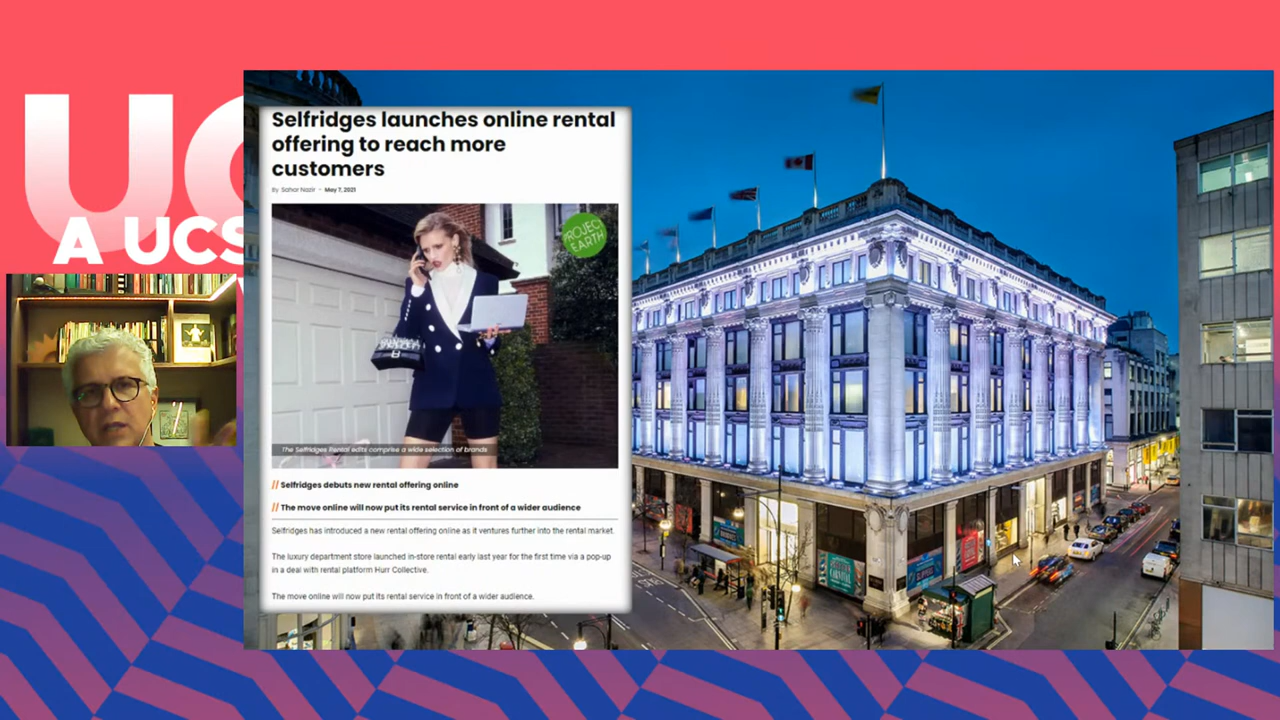 UC
A UCS
Selfridges launches online rental
offering to reach more
customers
By Sahar Nazir - May 7, 2021
PROJECT
EARTH
The Selfridges Rental edits comprise a wide selection of brands
// Selfridges debuts new rental offering online
// The move online will now put its rental service in front of a wider audience
Selfridges has introduced a new rental offering online as it ventures further into the rental market.
The luxury department store launched in-store rental early last year for the first time via a pop-up
in a deal with rental platform Hurr Collective.
The move online will now put its rental service in front of a wider audience.
CARNIVAL